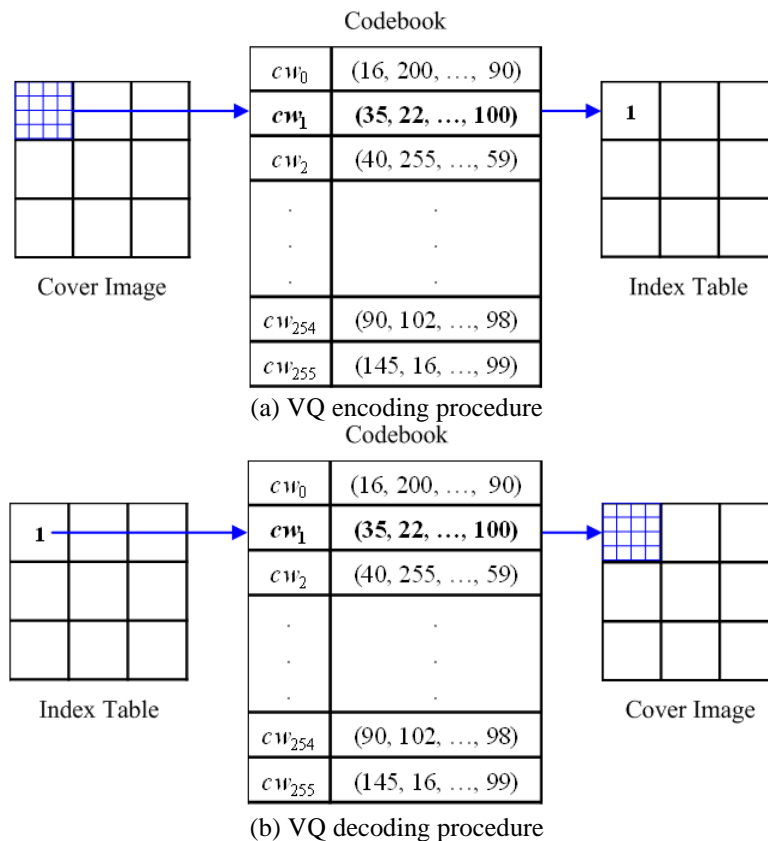 Codebook
cw0 (16, 200, ..., 90)
cw1 (35, 22, ..., 100) 1
cw2 (40, 255, ..., 59)
. .
. .
. .
Cover Image Index Table
cw254 (90, 102, ..., 98)
cw255 (145, 16, ..., 99)
(a) VQ encoding procedure
Codebook
cw0 (16, 200, ..., 90)
1 cw1 (35, 22, ..., 100)
cw2 (40, 255, ..., 59)
. .
. .
. .
Index Table Cover Image
cw254 (90, 102, ..., 98)
cw255 (145, 16, ..., 99)
(b) VQ decoding procedure